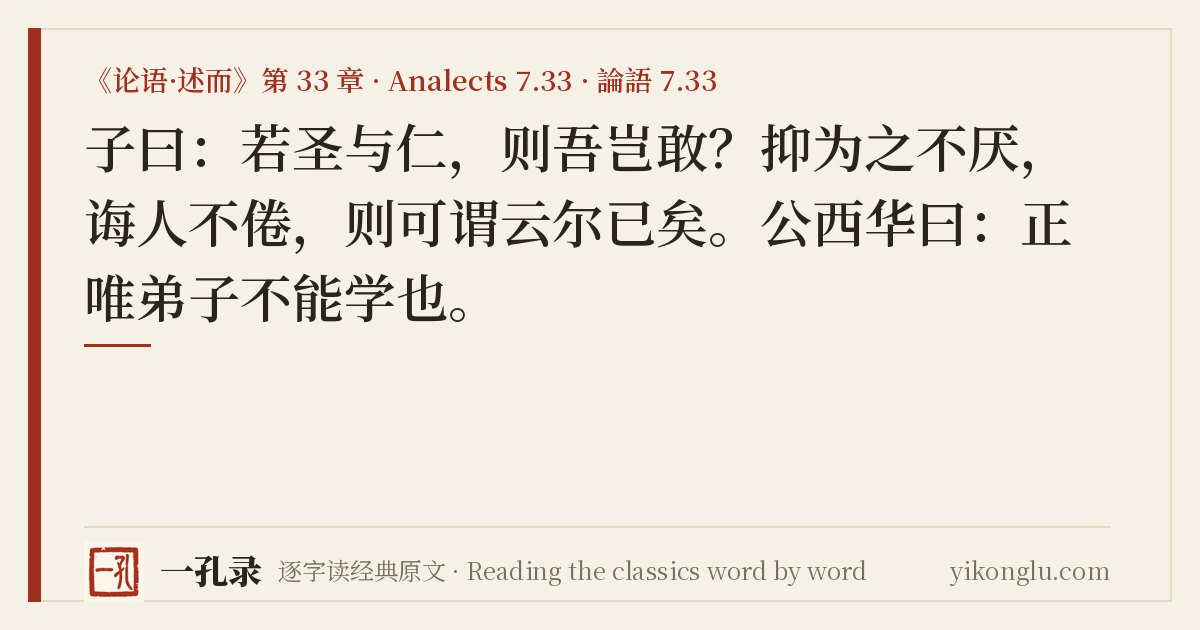 《论语·述而》第 33 章 · Analects 7.33 · 論語 7.33
子曰：若圣与仁，则吾岂敢？抑为之不厌，
诲人不倦，则可谓云尔已矣。公西华曰：正
唯弟子不能学也。
一孔
一孔录 逐字读经典原文 · Reading the classics word by word yikonglu.com